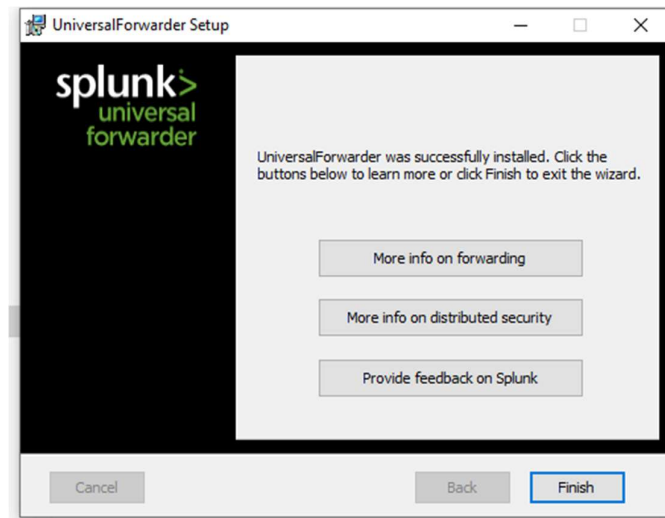 UniversalForwarder Setup
splunk>
universal
forwarder
UniversalForwarder was successfully installed. Click the
buttons below to learn more or click Finish to exit the wizard.
More info on forwarding
More info on distributed security
Provide feedback on Splunk
Cancel
Back
Finish